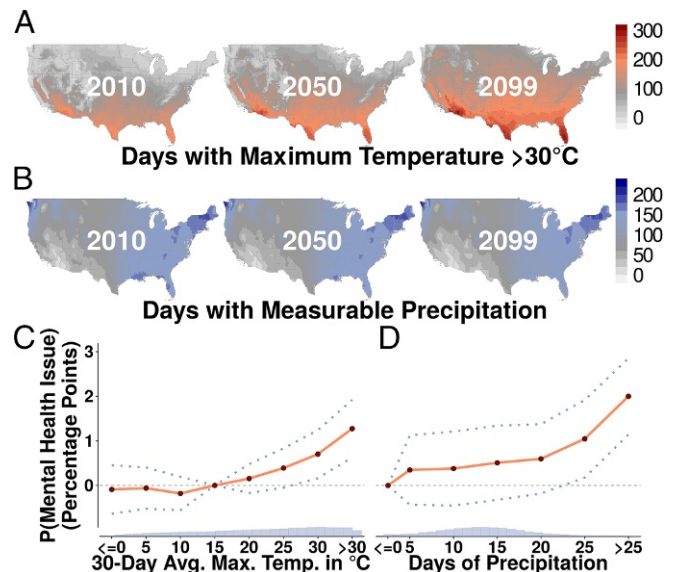 A
2010 2050 2099
300
200
100
0
Days with Maximum Temperature >30°C
B
2010 2050 2099
200
150
100
50
0
Days with Measurable Precipitation
C D
P(Mental Health Issue)
(Percentage Points)
3
2
1
0
<=0 5 10 15 20 25 >30
<=0 5 10 15 20 25 >25
30-Day Avg. Max. Temp. in °C
Days of Precipitation